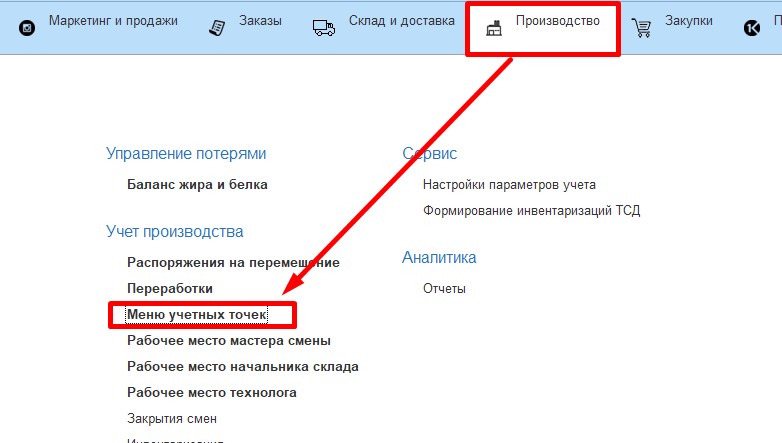 Маркетинг и продажи
Заказы
Склад и доставка
Производство
Закупки
П
Управление потерями
Баланс жира и белка
Учет производства
Распоряжения на перемещение
Переработки
Меню учетных точек
Рабочее место мастера смены
Рабочее место начальника склада
Рабочее место технолога
Закрытия смен
Инвентаризация
Сервис
Настройки параметров учета
Формирование инвентаризаций ТСД
Аналитика
Отчеты